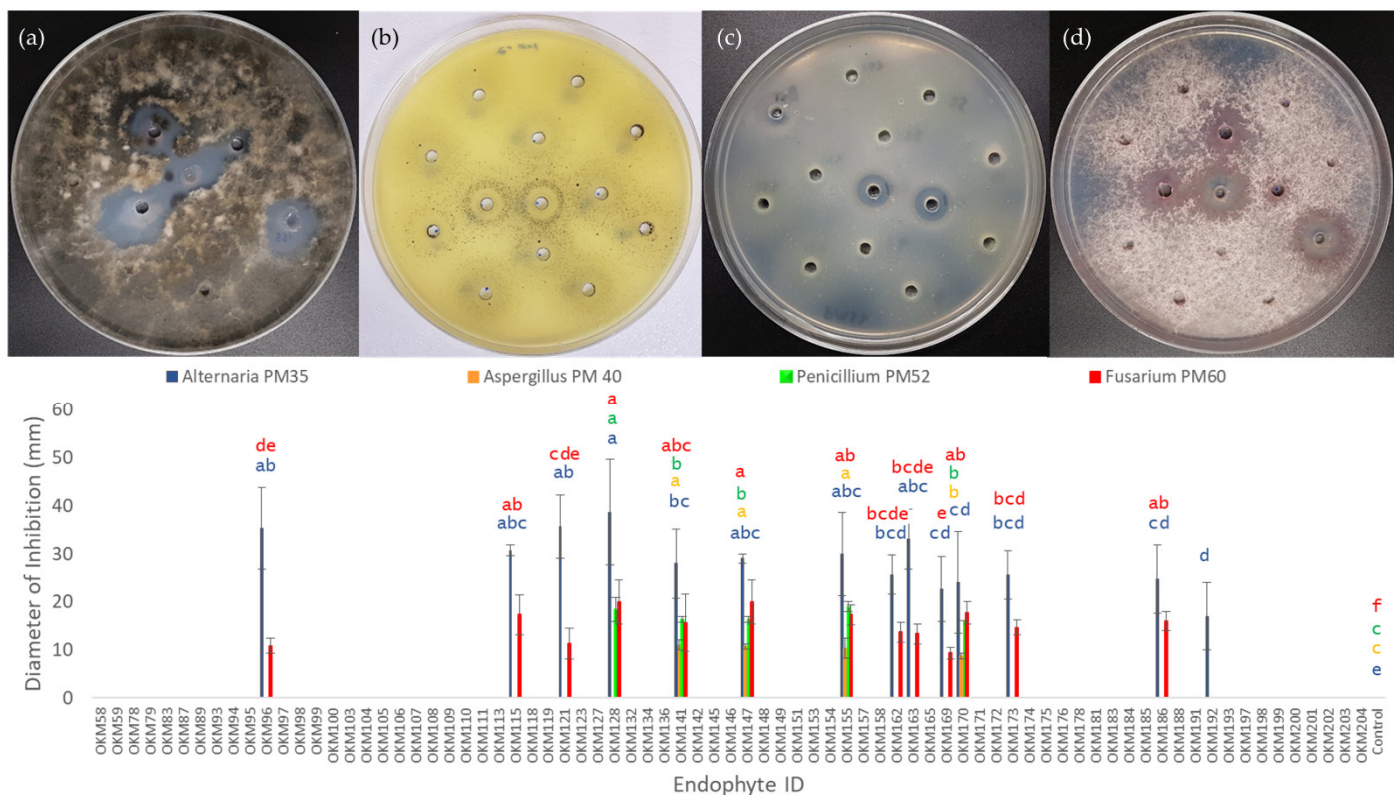 (a)
(b)
(c)
(d)
Alternaria PM35
Aspergillus PM 40
Penicillium PM52
Fusarium PM60
Diameter of Inhibition (mm)
60
50
40
30
20
10
0
de
ab
ab
abc
cde
ab
a
a
a
abc
b
a
bc
a
b
a
abc
ab
a
abc
bcde
bcd
bcde
abc
e
cd
ab
b
b
cd
bcd
bcd
ab
cd
d
f
c
c
e
OKM58
OKM59
OKM78
OKM79
OKM83
OKM87
OKM89
OKM93
OKM94
OKM95
OKM96
OKM97
OKM98
OKM99
OKM100
OKM103
OKM104
OKM105
OKM106
OKM107
OKM108
OKM109
OKM110
OKM111
OKM113
OKM115
OKM118
OKM119
OKM121
OKM124
OKM127
OKM128
OKM132
OKM134
OKM136
OKM141
OKM142
OKM145
OKM146
OKM147
OKM148
OKM149
OKM151
OKM153
OKM154
OKM155
OKM157
OKM158
OKM162
OKM163
OKM165
OKM169
OKM170
OKM171
OKM172
OKM173
OKM174
OKM175
OKM176
OKM178
OKM181
OKM183
OKM184
OKM185
OKM186
OKM188
OKM191
OKM192
OKM193
OKM197
OKM198
OKM199
OKM200
OKM201
OKM202
OKM203
OKM204
Control
Endophyte ID